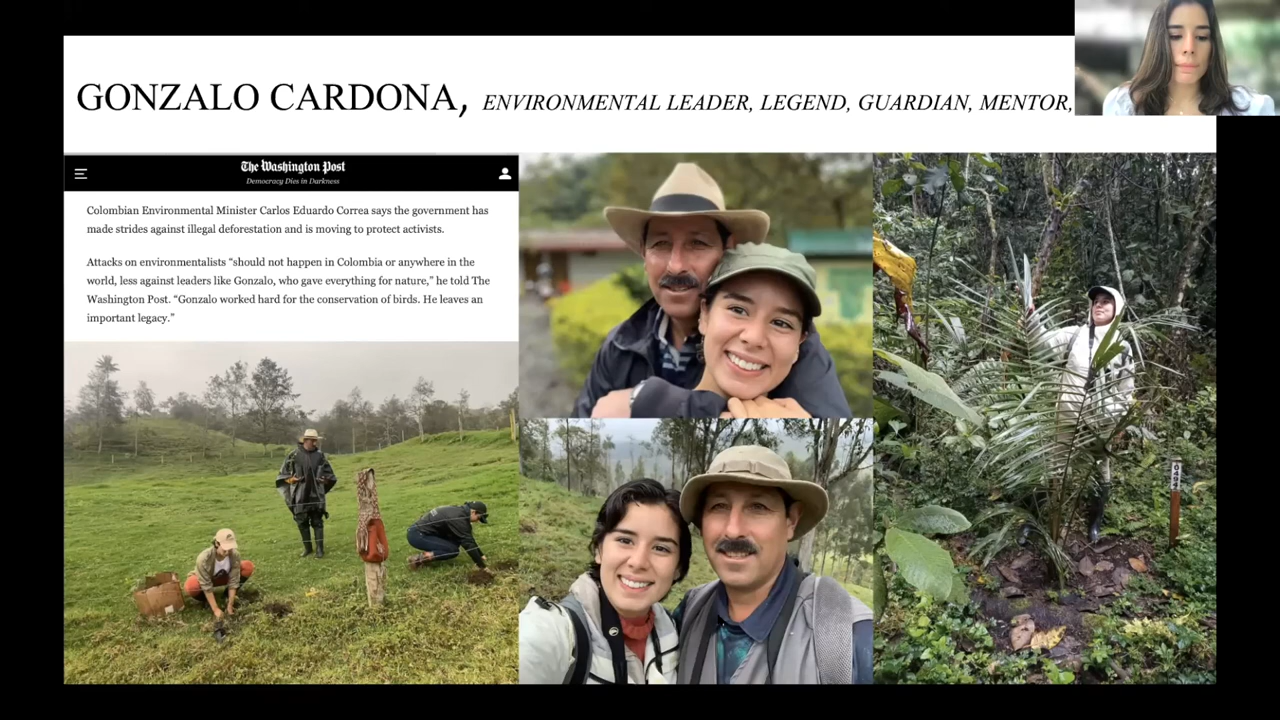 GONZALO CARDONA, ENVIRONMENTAL LEADER, LEGEND, GUARDIAN, MENTOR,
The Washington Post
Democracy Dies in Darkness
Colombian Environmental Minister Carlos Eduardo Correa says the government has
made strides against illegal deforestation and is moving to protect activists.
Attacks on environmentalists “should not happen in Colombia or anywhere in the
world, less against leaders like Gonzalo, who gave everything for nature,” he told The
Washington Post. “Gonzalo worked hard for the conservation of birds. He leaves an
important legacy.”